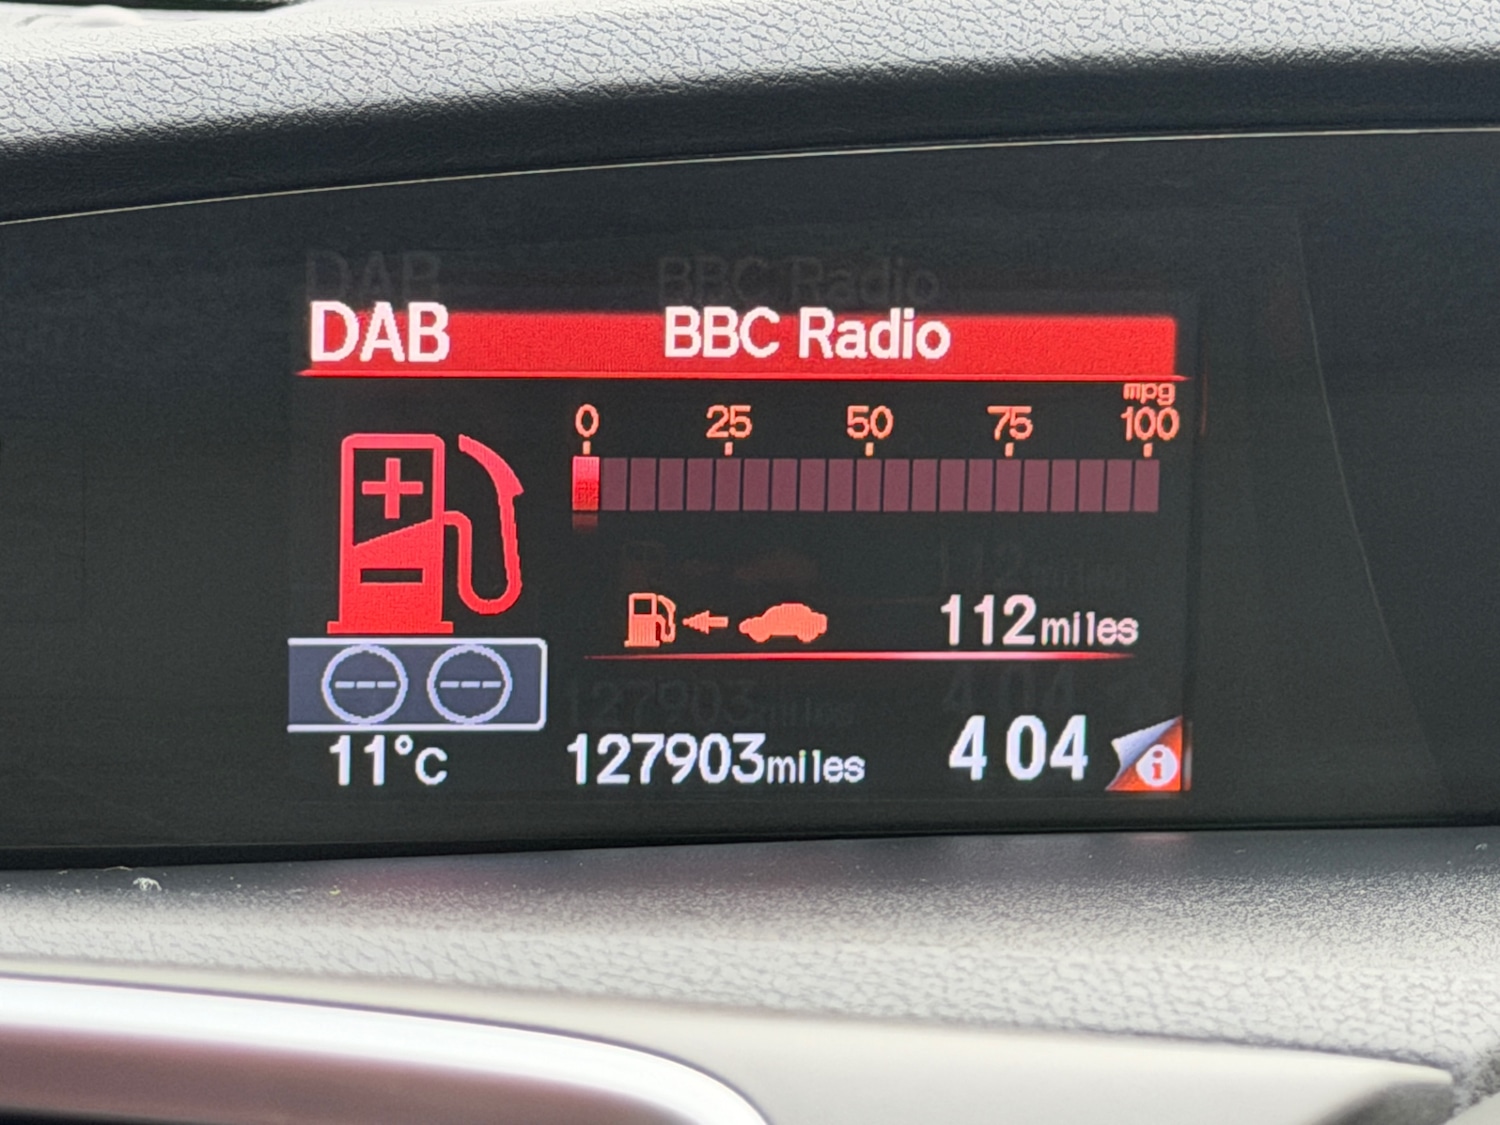 DAB BBC Radio
mpg
0 25 50 75 100
112miles
--- ---
11°c 127903miles 4 04 i